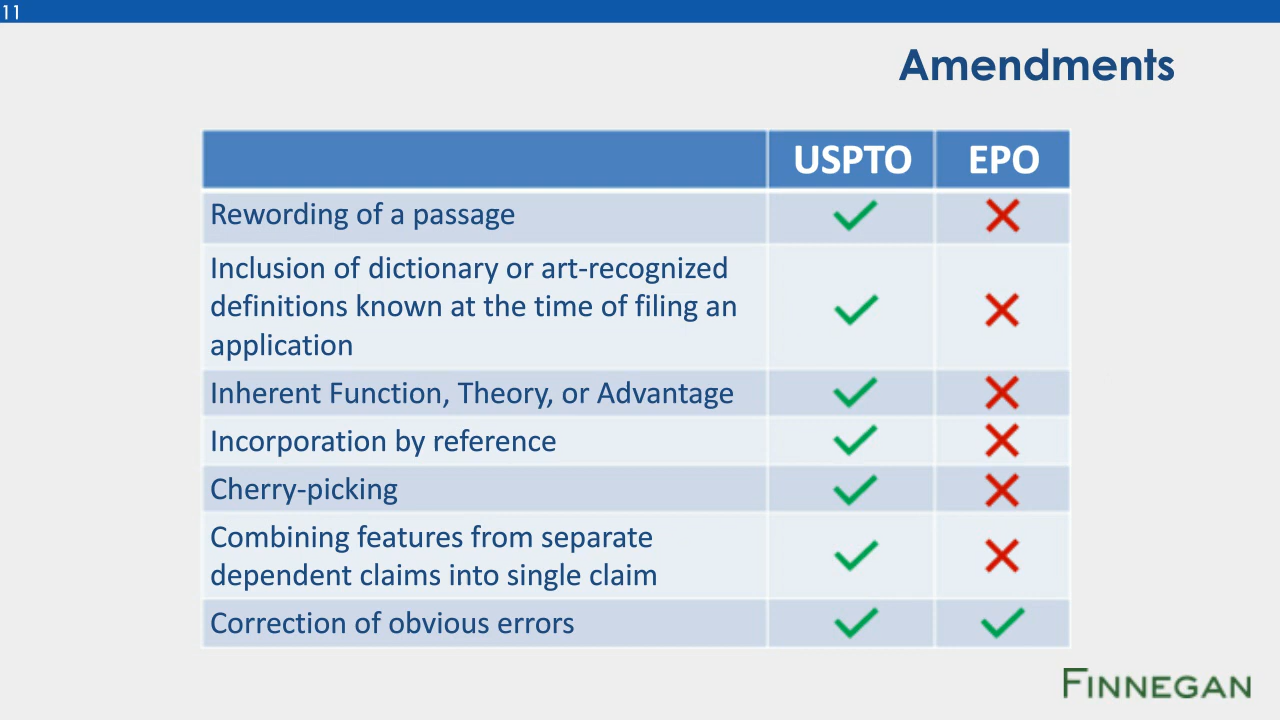 11
Amendments
USPTO EPO
Rewording of a passage
Inclusion of dictionary or art-recognized
definitions known at the time of filing an
application
Inherent Function, Theory, or Advantage
Incorporation by reference
Cherry-picking
Combining features from separate
dependent claims into single claim
Correction of obvious errors
FINNEGAN